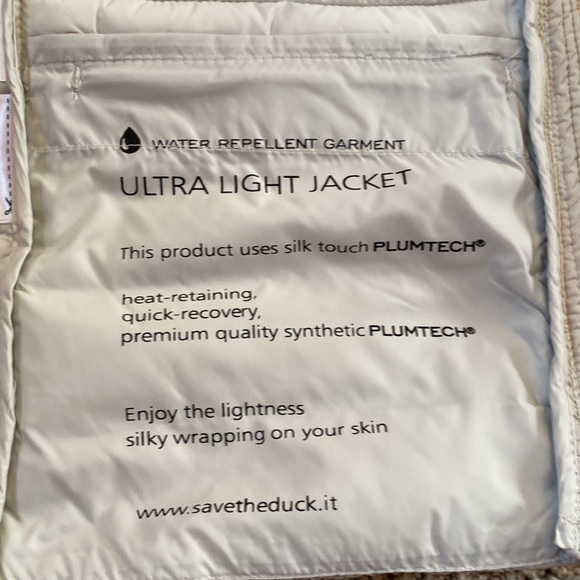 WATER REPELLENT GARMENT
ULTRA LIGHT JACKET
This product uses silk touch PLUMTECH®
heat-retaining,
quick-recovery,
premium quality synthetic PLUMTECH®
Enjoy the lightness
silky wrapping on your skin
www.savetheduck.it